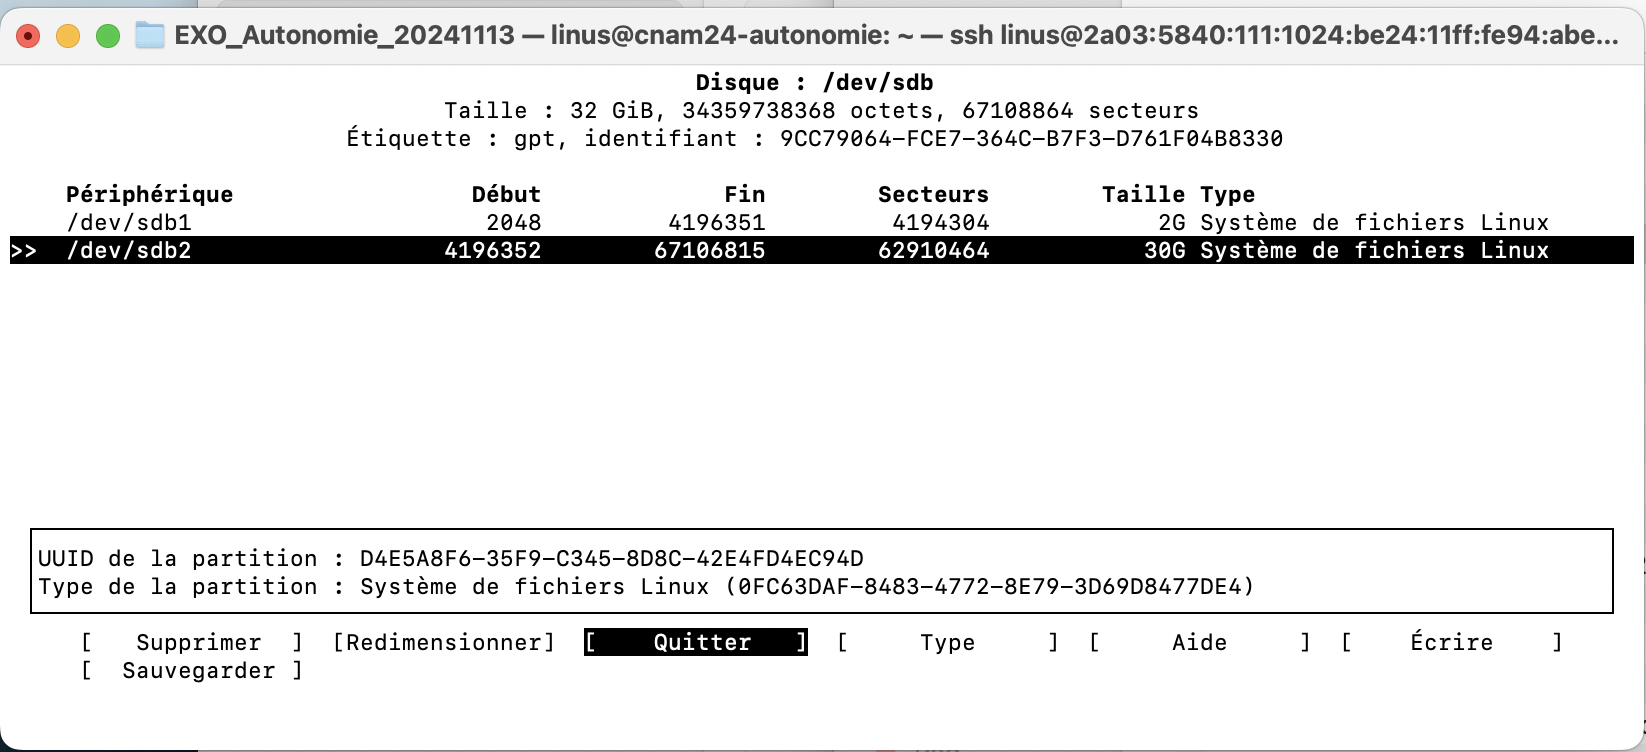 EXO_Autonomie_20241113 — linus@cnam24-autonomie: ~ — ssh linus@2a03:5840:111:1024:be24:11ff:fe94:abe...
Disque : /dev/sdb
Taille : 32 GiB, 34359738368 octets, 67108864 secteurs
Étiquette : gpt, identifiant : 9CC79064-FCE7-364C-B7F3-D761F04B8330
Périphérique Début Fin Secteurs Taille Type
/dev/sdb1 2048 4196351 4194304 2G Système de fichiers Linux
>> /dev/sdb2 4196352 67106815 62910464 30G Système de fichiers Linux
UUID de la partition : D4E5A8F6-35F9-C345-8D8C-42E4FD4EC94D
Type de la partition : Système de fichiers Linux (0FC63DAF-8483-4772-8E79-3D69D8477DE4)
[ Supprimer ] [Redimensionner] [ Quitter ] [ Type ] [ Aide ] [ Écrire ]
[ Sauvegarder ]